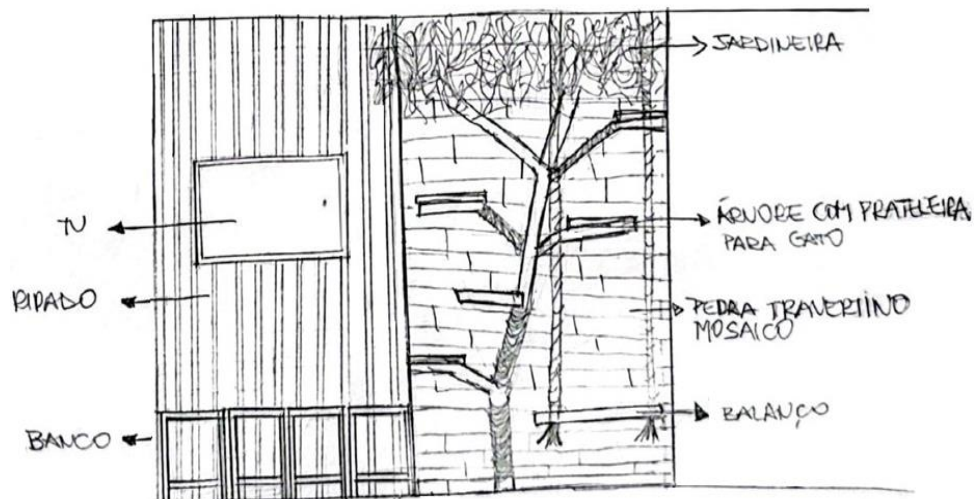 JARDINEIRA
TV
ÁRVORE COM PRATELEIRA
PARA GATO
RIPADO
PEDRA TRAVERTINO
MOSAICO
BANCO
BALANÇO